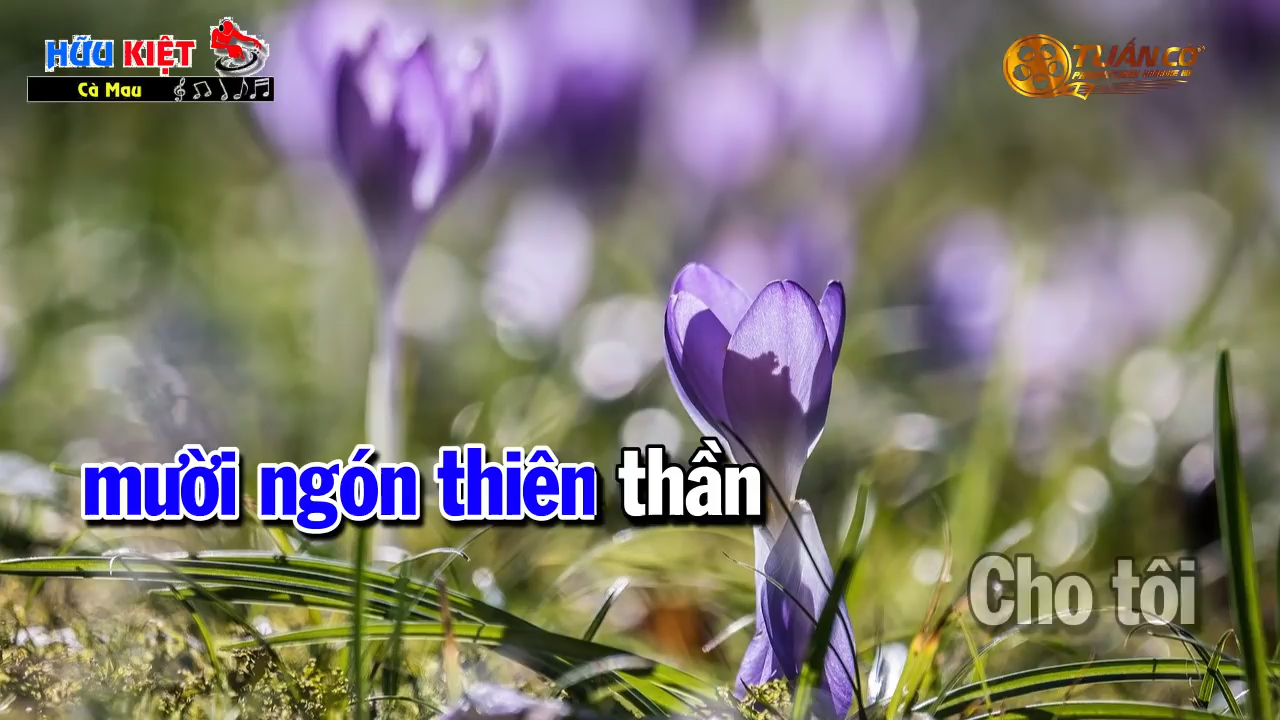 HỮU KIỆT
Cà Mau
TUẤN CÒ
mười ngón thiên thần
Cho tôi